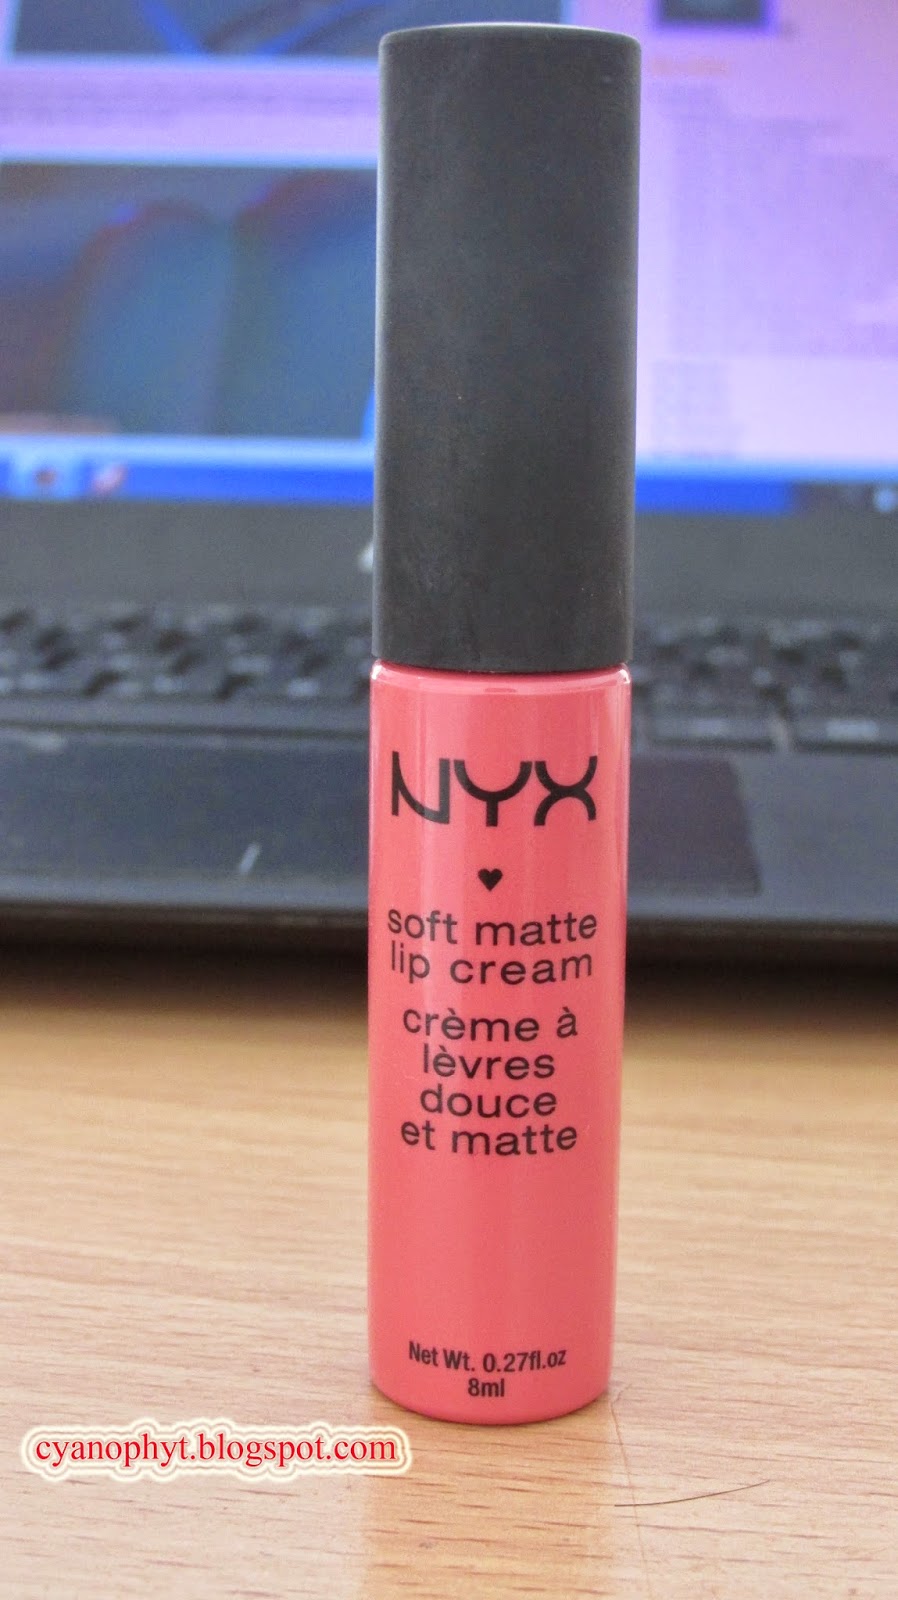 NYX
soft matte
lip cream
crème à
lèvres
douce
et matte
Net Wt. 0.27fl.oz
8ml
cyanophyt.blogspot.com